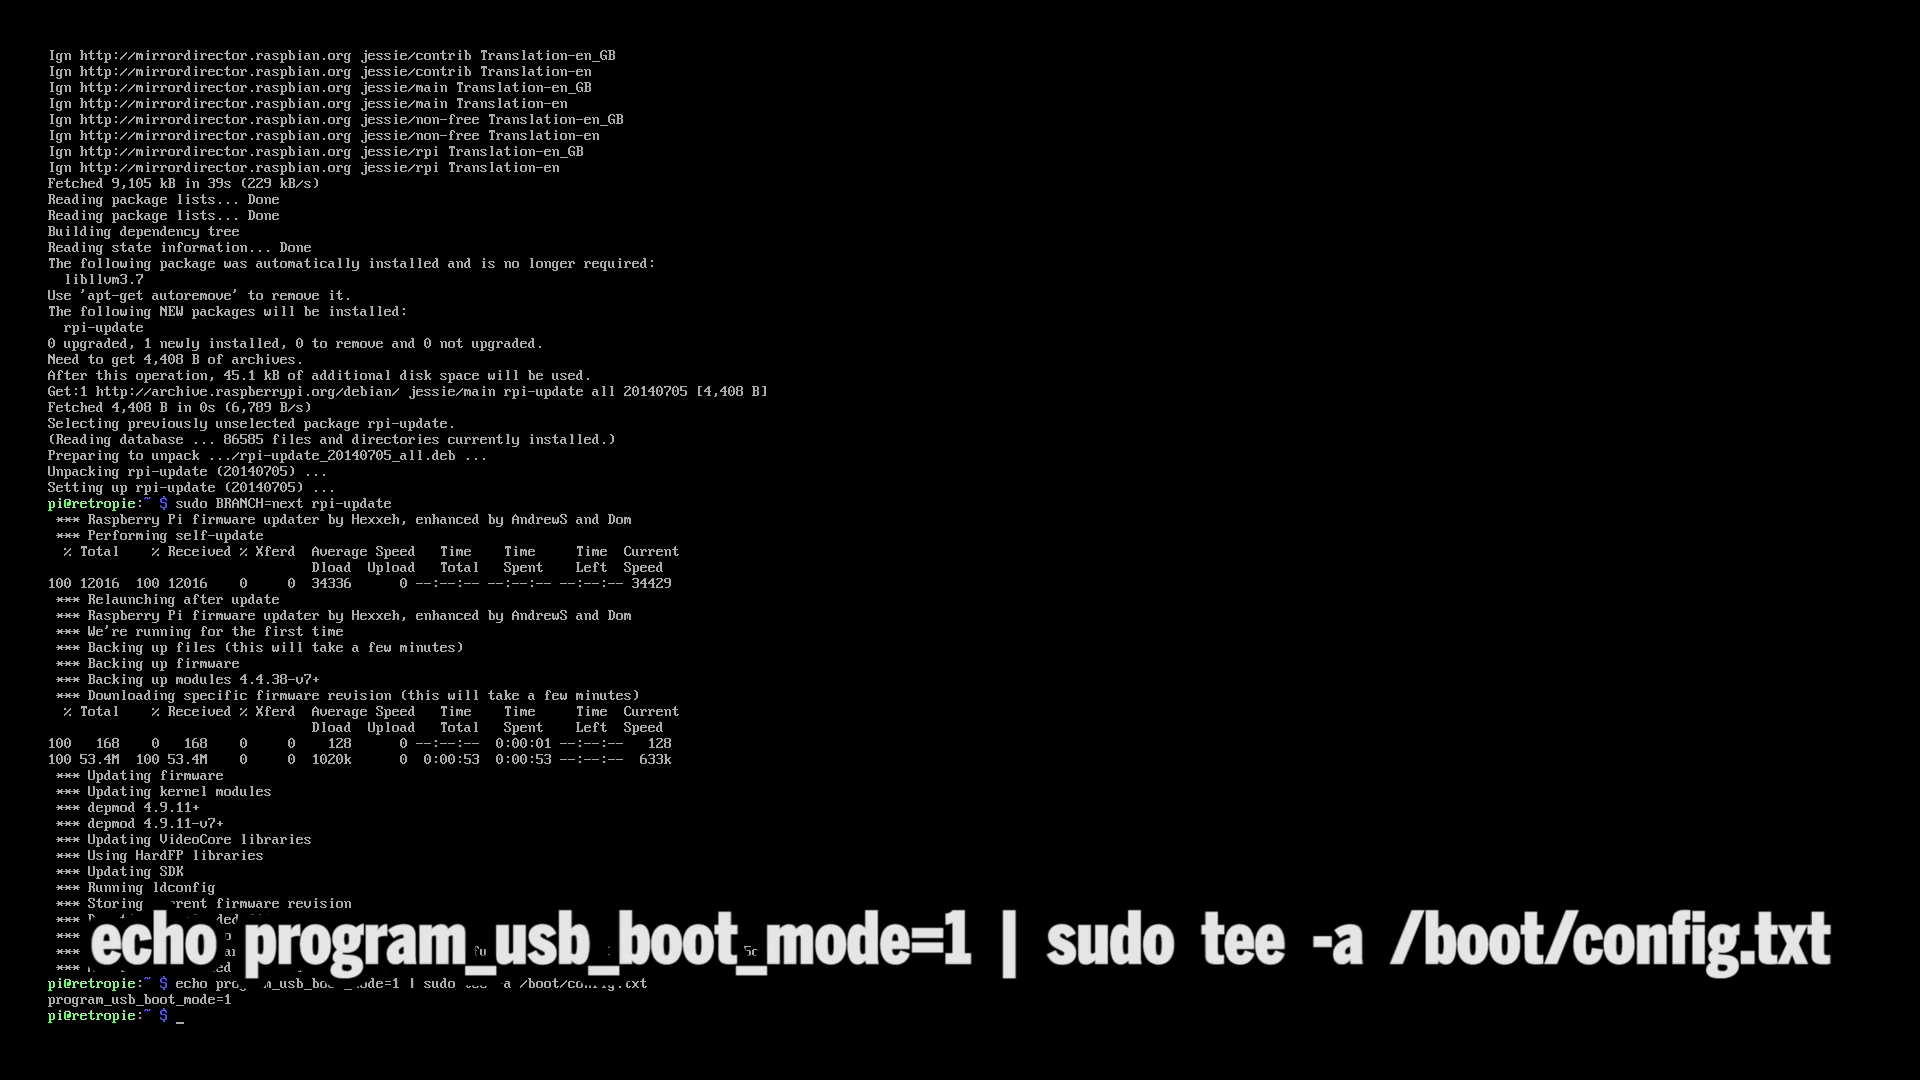 Ign http://mirrordirector.raspbian.org jessie/contrib Translation-en_GB
Ign http://mirrordirector.raspbian.org jessie/contrib Translation-en
Ign http://mirrordirector.raspbian.org jessie/main Translation-en_GB
Ign http://mirrordirector.raspbian.org jessie/main Translation-en
Ign http://mirrordirector.raspbian.org jessie/non-free Translation-en_GB
Ign http://mirrordirector.raspbian.org jessie/non-free Translation-en
Ign http://mirrordirector.raspbian.org jessie/rpi Translation-en_GB
Ign http://mirrordirector.raspbian.org jessie/rpi Translation-en
Fetched 9,105 kB in 39s (229 kB/s)
Reading package lists... Done
Reading package lists... Done
Building dependency tree
Reading state information... Done
The following package was automatically installed and is no longer required:
  libllvm3.7
Use 'apt-get autoremove' to remove it.
The following NEW packages will be installed:
  rpi-update
0 upgraded, 1 newly installed, 0 to remove and 0 not upgraded.
Need to get 4,408 B of archives.
After this operation, 45.1 kB of additional disk space will be used.
Get:1 http://archive.raspberrypi.org/debian/ jessie/main rpi-update all 20140705 [4,408 B]
Fetched 4,408 B in 0s (6,789 B/s)
Selecting previously unselected package rpi-update.
(Reading database ... 86585 files and directories currently installed.)
Preparing to unpack .../rpi-update_20140705_all.deb ...
Unpacking rpi-update (20140705) ...
Setting up rpi-update (20140705) ...
pi@retropie:~ $ sudo BRANCH=next rpi-update
 *** Raspberry Pi firmware updater by Hexxeh, enhanced by AndrewS and Dom
 *** Performing self-update
  % Total    % Received % Xferd  Average Speed   Time    Time     Time  Current
                                 Dload  Upload   Total   Spent    Left  Speed
100 12016  100 12016    0     0  34336      0 --:--:-- --:--:-- --:--:-- 34429
 *** Relaunching after update
 *** Raspberry Pi firmware updater by Hexxeh, enhanced by AndrewS and Dom
 *** We're running for the first time
 *** Backing up files (this will take a few minutes)
 *** Backing up firmware
 *** Backing up modules 4.4.38-v7+
 *** Downloading specific firmware revision (this will take a few minutes)
  % Total    % Received % Xferd  Average Speed   Time    Time     Time  Current
                                 Dload  Upload   Total   Spent    Left  Speed
100   168    0   168    0     0    128      0 --:--:--  0:00:01 --:--:--   128
100 53.4M  100 53.4M    0     0  1020k      0  0:00:53  0:00:53 --:--:--  633k
 *** Updating firmware
 *** Updating kernel modules
 *** depmod 4.9.11+
 *** depmod 4.9.11-v7+
 *** Updating VideoCore libraries
 *** Using HardFP libraries
 *** Updating SDK
 *** Running ldconfig
 *** Storing firmware revision
 ***
 ***
 ***
 ***
echo program_usb_boot_mode=1 | sudo tee -a /boot/config.txt
pi@retropie:~ $ echo program_usb_boot_mode=1 | sudo tee -a /boot/config.txt
program_usb_boot_mode=1
pi@retropie:~ $ _